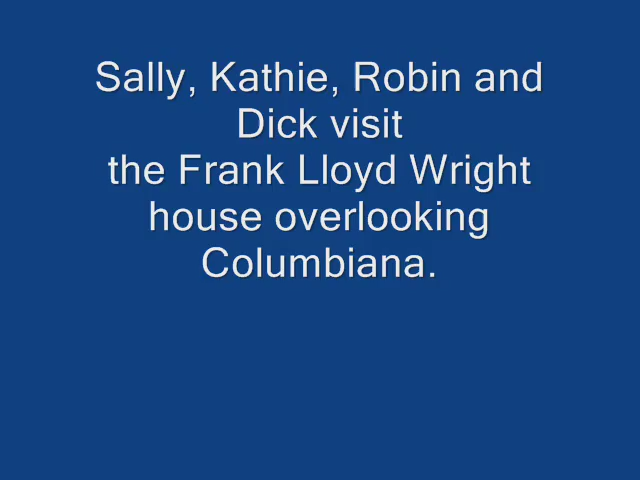 Sally, Kathie, Robin and
Dick visit
the Frank Lloyd Wright
house overlooking
Columbiana.